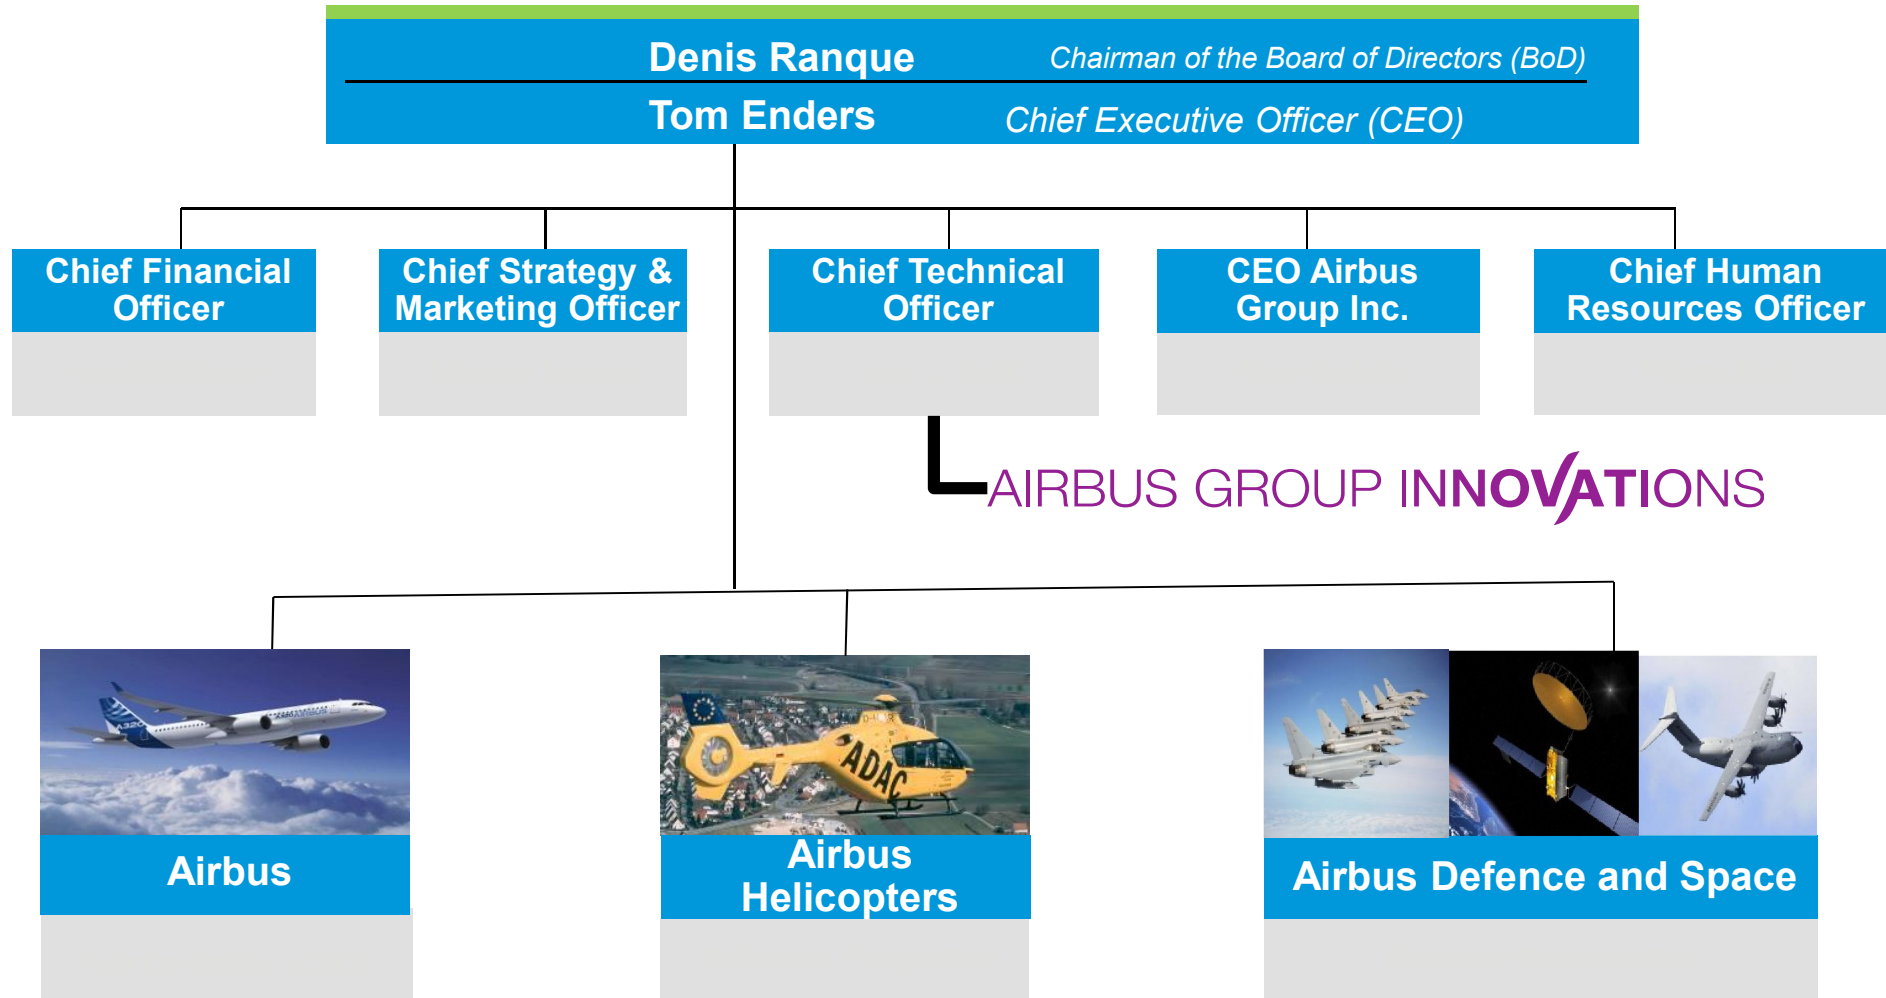 Denis Ranque Chairman of the Board of Directors (BoD)
Tom Enders Chief Executive Officer (CEO)
Chief Financial
Officer
Chief Strategy &
Marketing Officer
Chief Technical
Officer
CEO Airbus
Group Inc.
Chief Human
Resources Officer
AIRBUS GROUP INNOVATIONS
A320
ADAC
Airbus
Airbus
Helicopters
Airbus Defence and Space